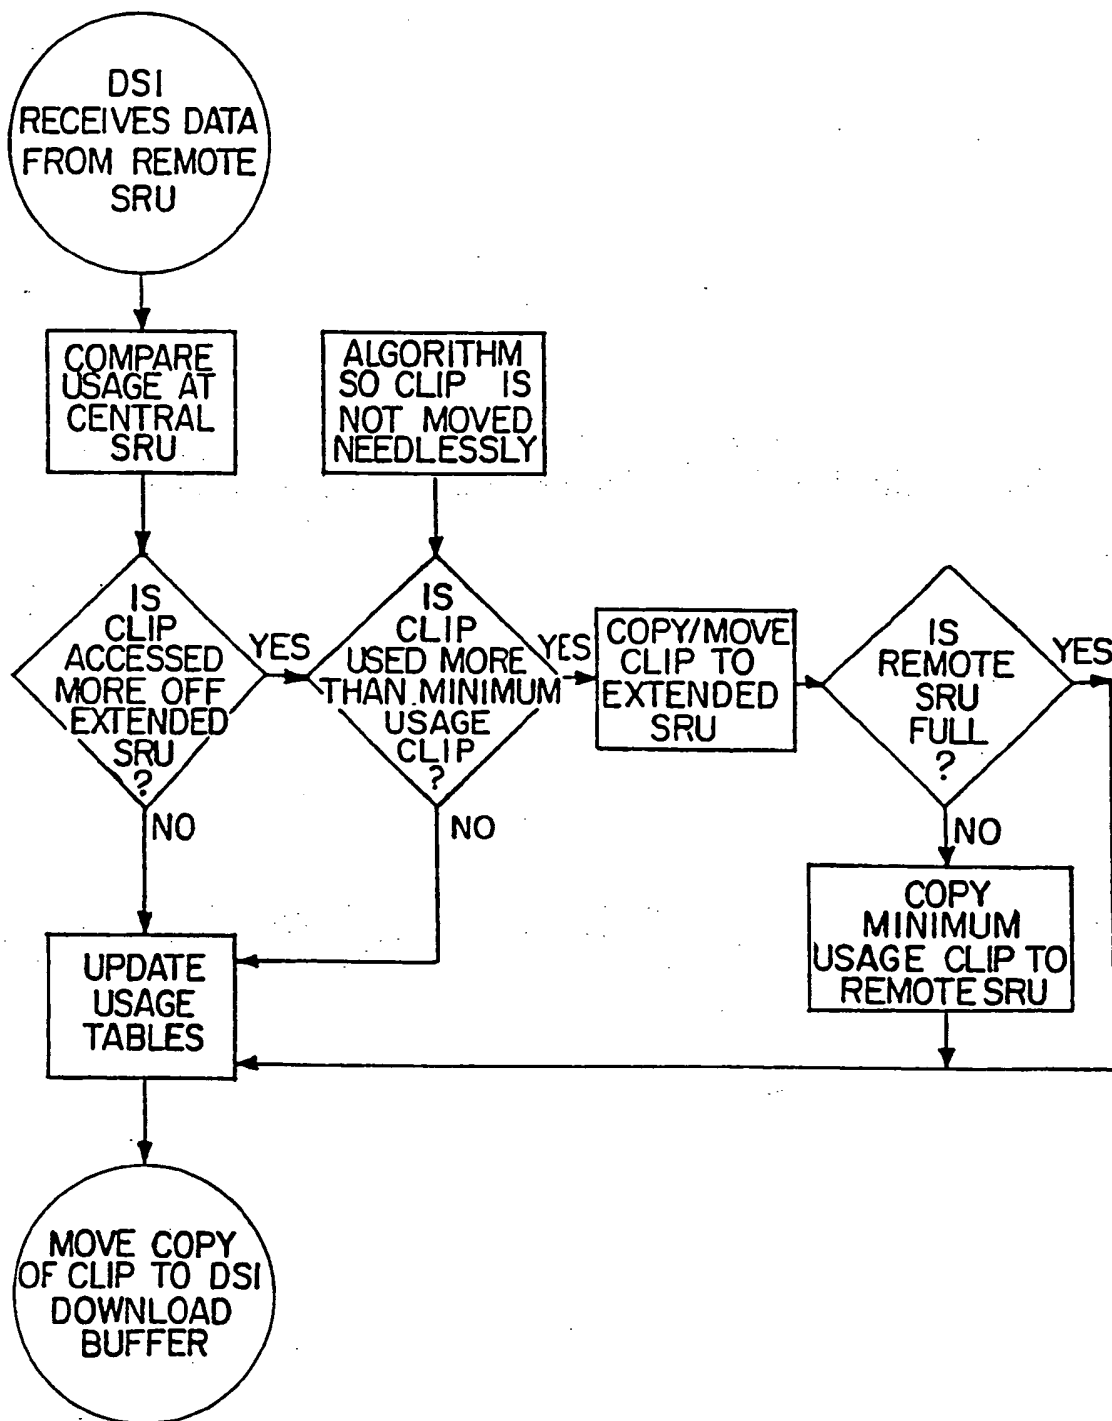 DSI
RECEIVES DATA
FROM REMOTE
SRU
COMPARE
USAGE AT
CENTRAL
SRU
ALGORITHM
SO CLIP IS
NOT MOVED
NEEDLESSLY
IS
CLIP
ACCESSED
MORE OFF
EXTENDED
SRU
?
YES
NO
IS
CLIP
USED MORE
THAN MINIMUM
USAGE
CLIP
?
YES
NO
COPY/MOVE
CLIP TO
EXTENDED
SRU
IS
REMOTE
SRU
FULL
?
YES
NO
COPY
MINIMUM
USAGE CLIP TO
REMOTE SRU
UPDATE
USAGE
TABLES
MOVE COPY
OF CLIP TO DSI
DOWNLOAD
BUFFER